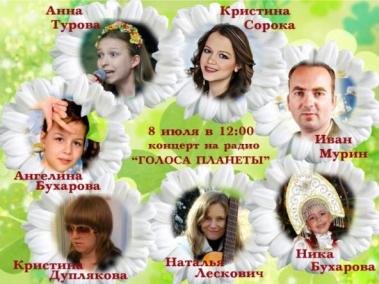 Анна
Турова
Кристина
Сорока
8 июля в 12:00
концерт на радио
“ГОЛОСА ПЛАНЕТЫ”
Иван
Мурин
Ангелина
Бухарова
Кристина
Дуплякова
Наталья
Лескович
Ника
Бухарова